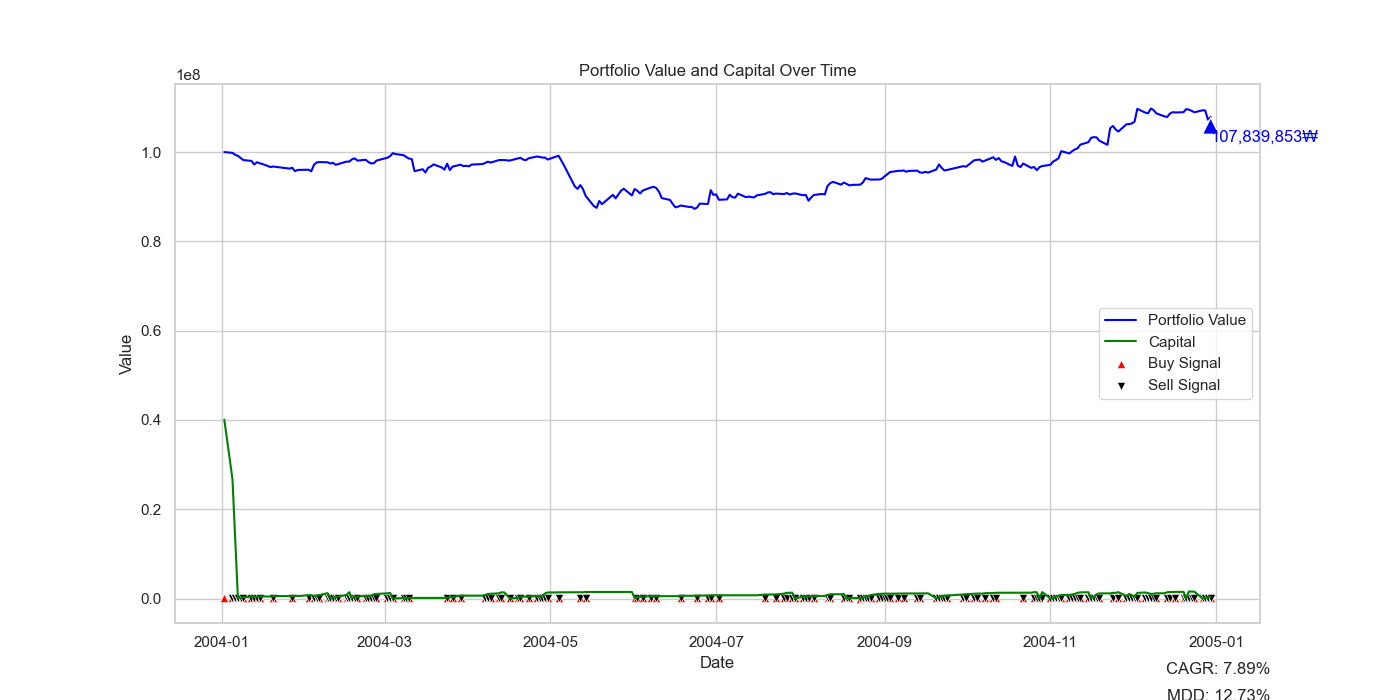 Portfolio Value and Capital Over Time
1e8
1.0
0.8
0.6
0.4
0.2
0.0
Value
107,839,853₩
Portfolio Value
Capital
Buy Signal
Sell Signal
2004-01 2004-03 2004-05 2004-07 2004-09 2004-11 2005-01
Date
CAGR: 7.89%
MDD: 12.73%